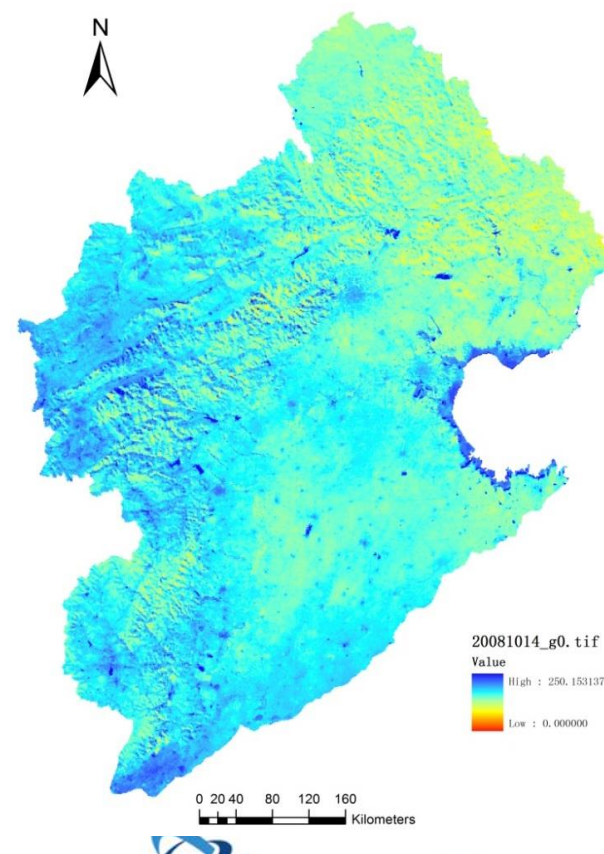 N
20081014_g0.tif
Value
High : 250.153137
Low : 0.000000
0 20 40 80 120 160
Kilometers